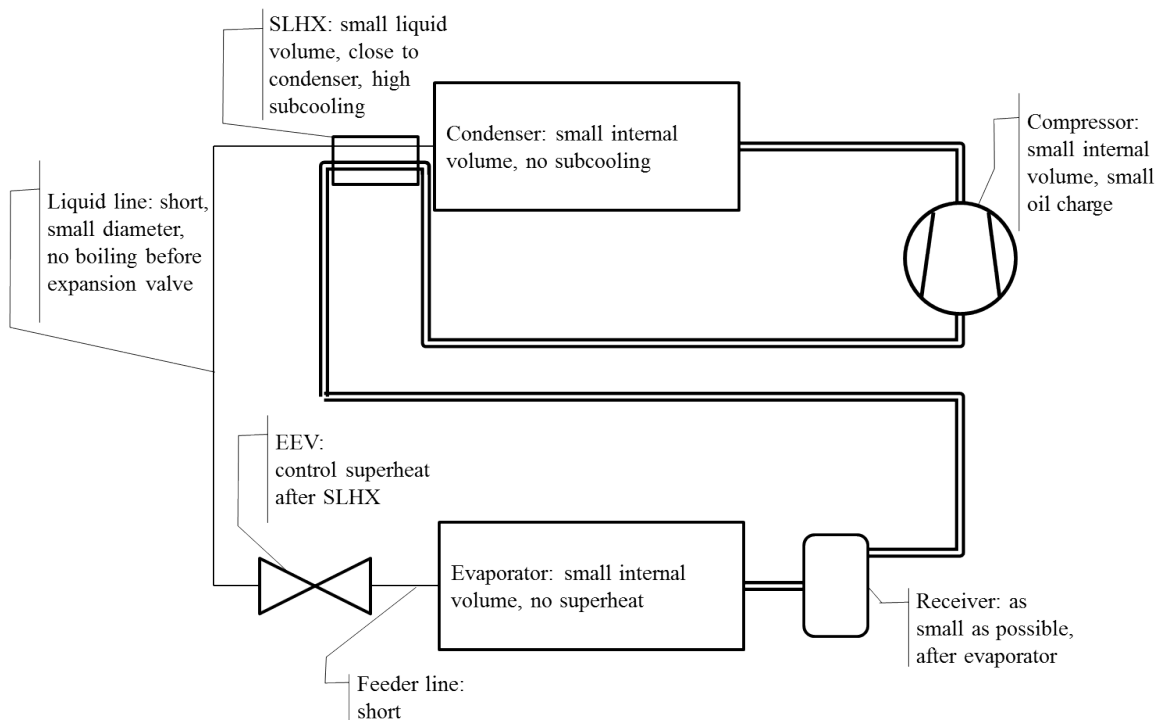 SLHX: small liquid
volume, close to
condenser, high
subcooling
Condenser: small internal
volume, no subcooling
Compressor:
small internal
volume, small
oil charge
Liquid line: short,
small diameter,
no boiling before
expansion valve
EEV:
control superheat
after SLHX
Evaporator: small internal
volume, no superheat
Receiver: as
small as possible,
after evaporator
Feeder line:
short